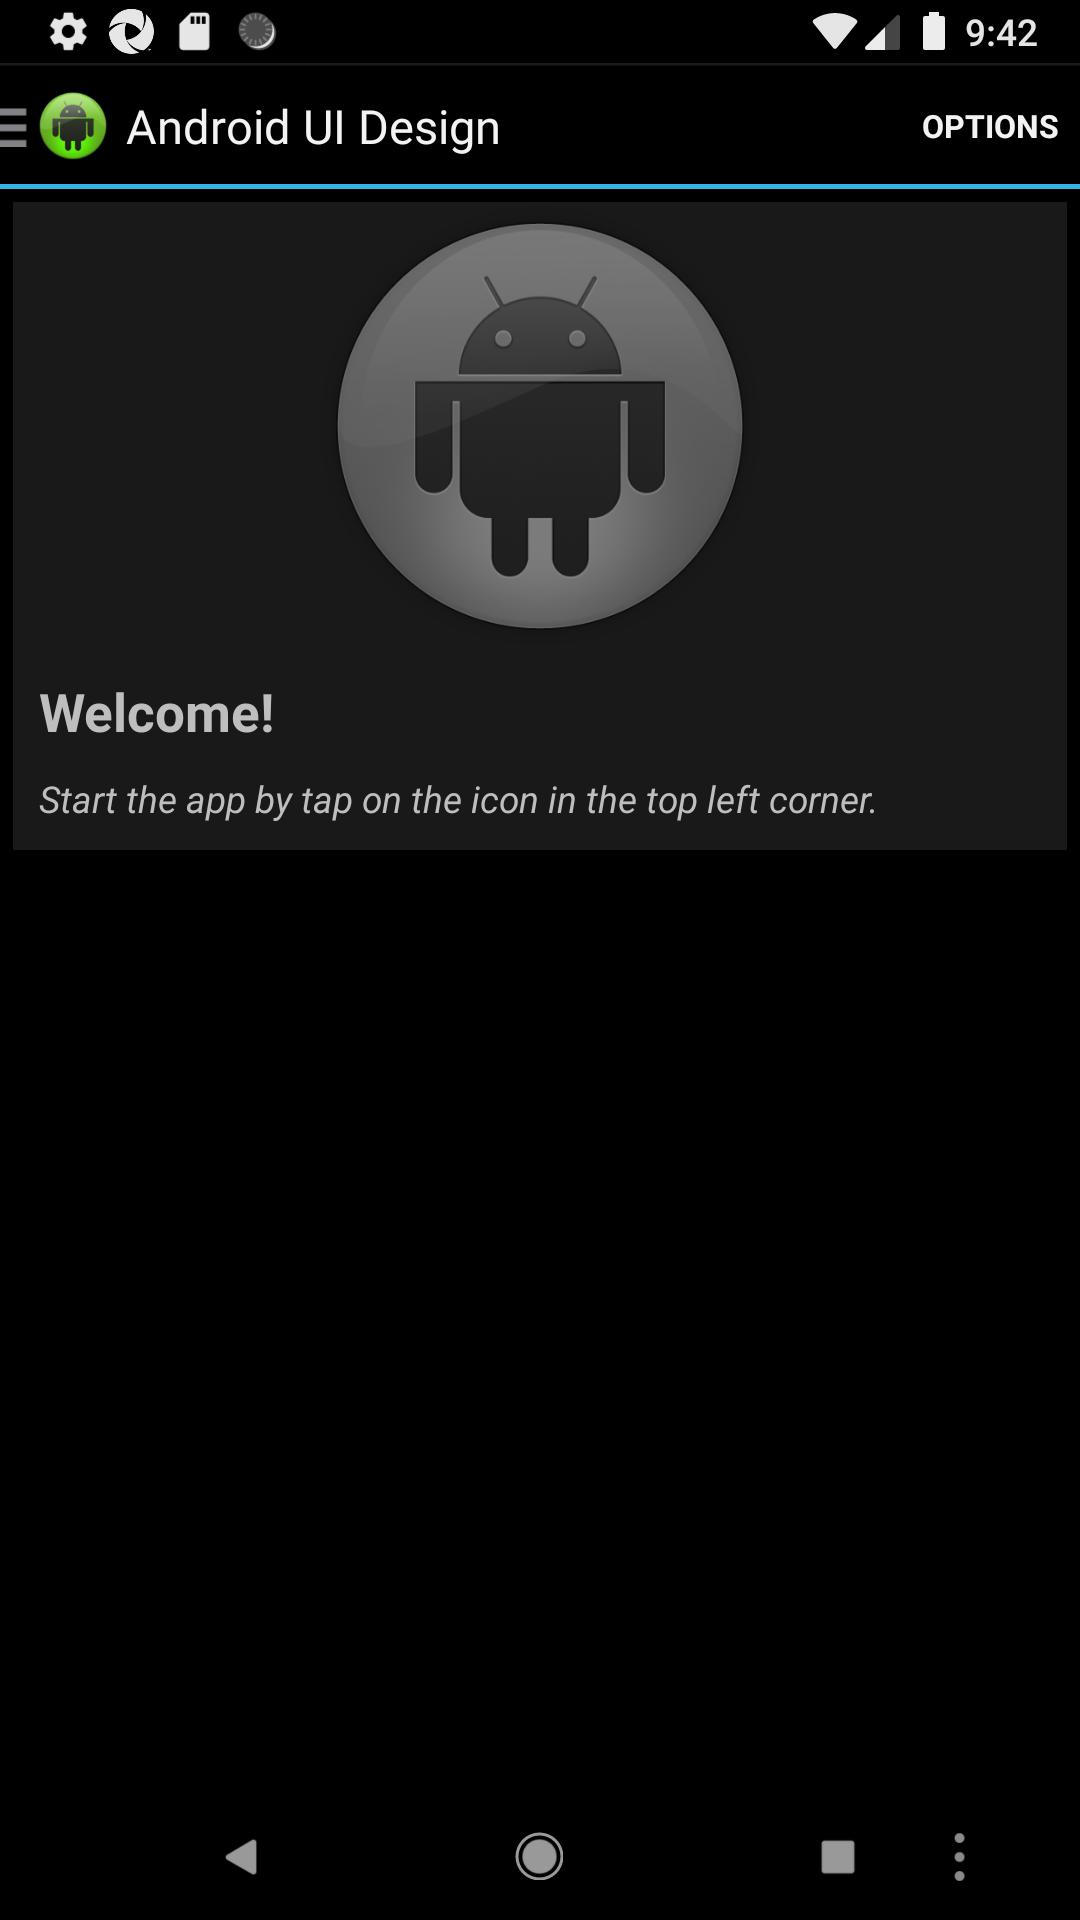 9:42
Android UI Design
OPTIONS
Welcome!
Start the app by tap on the icon in the top left corner.